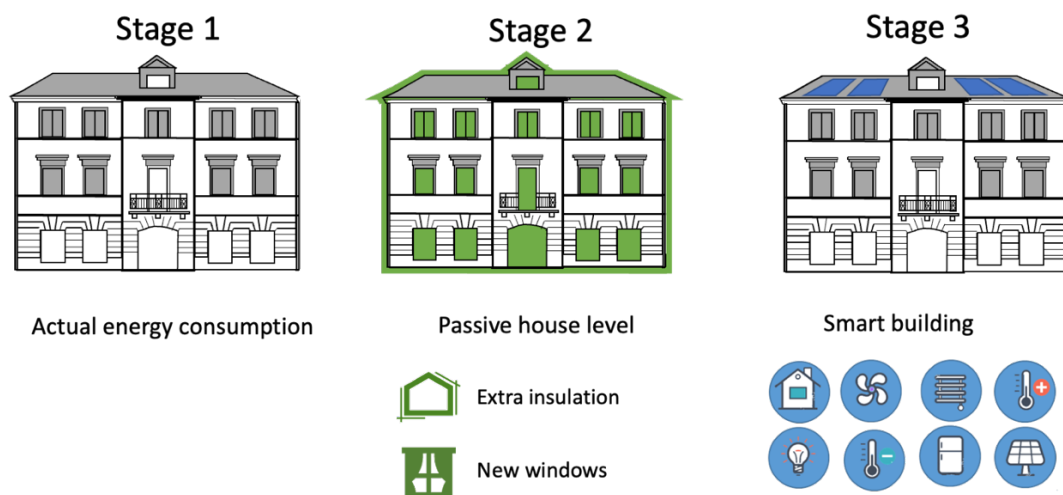 Stage 1
Stage 2
Stage 3
Actual energy consumption
Passive house level
Smart building
Extra insulation
New windows